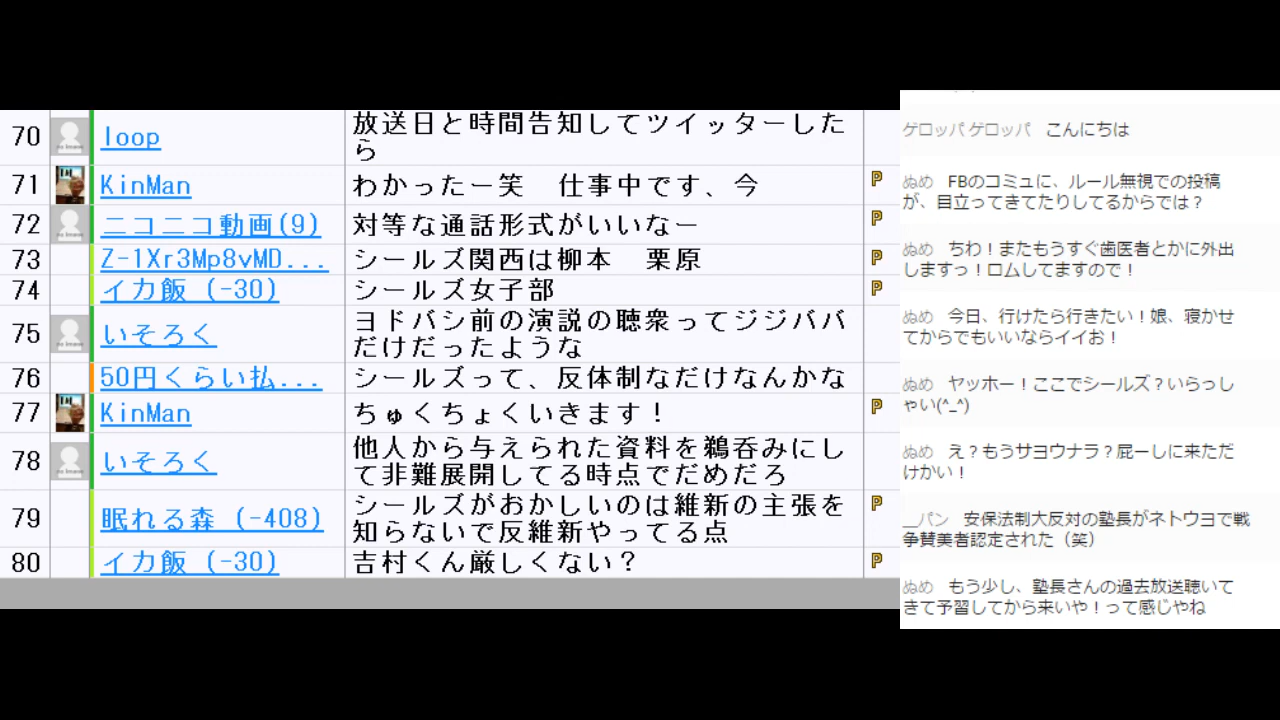 70 loop 放送日と時間告知してツイッターした
ら
71 KinMan わかったー笑　仕事中です、今 P
72 ニコニコ動画(9) 対等な通話形式がいいなー P
73 Z-1Xr3Mp8vMD... シールズ関西は柳本　栗原 P
74 イカ飯 (-30) シールズ女子部 P
75 いそろく ヨドバシ前の演説の聴衆ってジジババ
だけだったような
76 50円くらい払... シールズって、反体制なだけなんかな
77 KinMan ちゅくちょくいきます! P
78 いそろく 他人から与えられた資料を鵜呑みにし
て非難展開してる時点でだめだろ
79 眠れる森 (-408) シールズがおかしいのは維新の主張を P
知らないで反維新やってる点
80 イカ飯 (-30) 吉村くん厳しくない? P
ゲロッパゲロッパ　こんにちは
ぬめ　FBのコミュに、ルール無視での投稿
が、目立ってきてたりしてるからでは？
ぬめ　ちわ！またもうすぐ歯医者とかに外出
しますっ！ロムしてますので！
ぬめ　今日、行けたら行きたい！娘、寝かせ
てからでもいいならイイお！
ぬめ　ヤッホー！ここでシールズ？いらっし
ゃい(^_^)
ぬめ　え？もうサヨウナラ？屁ーしに来ただ
けかい！
__パン　安保法制大反対の塾長がネトウヨで戦
争賛美者認定された（笑）
ぬめ　もう少し、塾長さんの過去放送聴いて
きて予習してから来いや！って感じやね